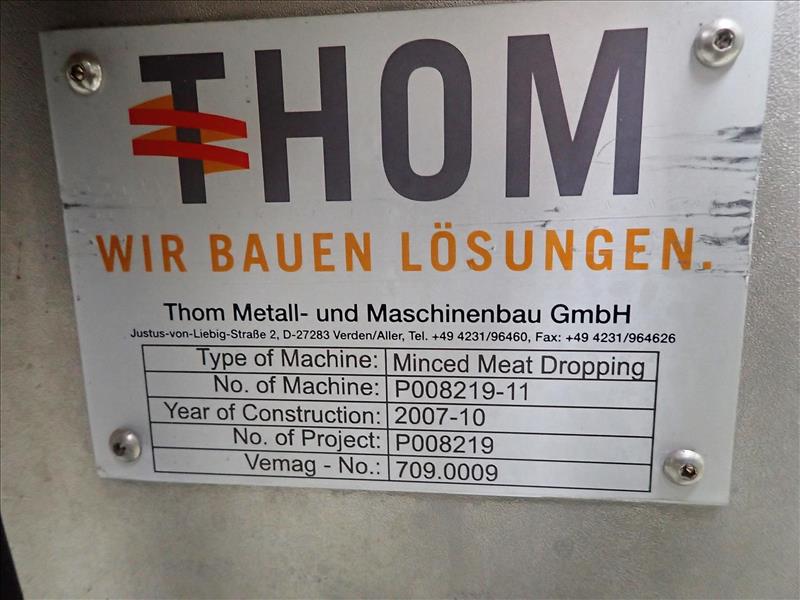 THOM
WIR BAUEN LÖSUNGEN.
Thom Metall- und Maschinenbau GmbH
Justus-von-Liebig-Straße 2, D-27283 Verden/Aller, Tel. +49 4231/96460, Fax: +49 4231/964626
Type of Machine: Minced Meat Dropping
No. of Machine: P008219-11
Year of Construction: 2007-10
No. of Project: P008219
Vemag - No.: 709.0009